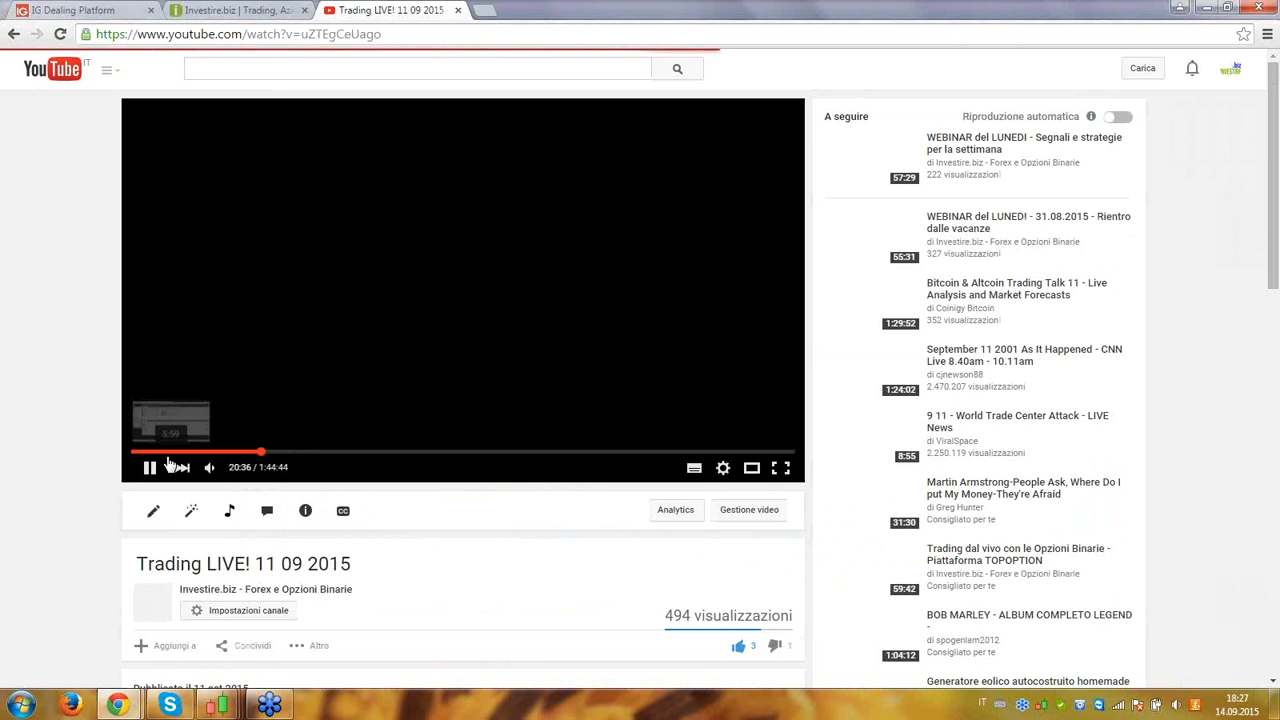 IG Dealing Platform
Investire.biz | Trading, Az
Trading LIVE! 11 09 2015
https://www.youtube.com/watch?v=uZTEgCeUago
YouTube IT
Carica
A seguire
Riproduzione automatica
WEBINAR del LUNEDI - Segnali e strategie
per la settimana
di Investire.biz - Forex e Opzioni Binarie
57:29
222 visualizzazioni
WEBINAR del LUNEDI - 31.08.2015 - Rientro
dalle vacanze
di Investire.biz - Forex e Opzioni Binarie
55:31
327 visualizzazioni
Bitcoin & Altcoin Trading Talk 11 - Live
Analysis and Market Forecasts
di Coinigy Bitcoin
1:29:52
352 visualizzazioni
September 11 2001 As It Happened - CNN
Live 8.40am - 10.11am
di cjnewson88
1:24:02
2.470.207 visualizzazioni
9 11 - World Trade Center Attack - LIVE
News
di ViralSpace
8:55
2.250.119 visualizzazioni
Martin Armstrong-People Ask, Where Do I
put My Money-They're Afraid
di Greg Hunter
31:30
Consigliato per te
Trading dal vivo con le Opzioni Binarie -
Piattaforma TOPOPTION
di Investire.biz - Forex e Opzioni Binarie
59:42
Consigliato per te
BOB MARLEY - ALBUM COMPLETO LEGEND
-
di spogenlam2012
1:04:12
Consigliato per te
Generatore eolico autocostruito homemade
5:59
20:36 / 1:44:44
CC
Analytics
Gestione video
Trading LIVE! 11 09 2015
Investire.biz - Forex e Opzioni Binarie
Impostazioni canale
494 visualizzazioni
Aggiungi a
Condividi
Altro
3
1
Pubblicato il 11 set 2015
IT
18:27
14.09.2015